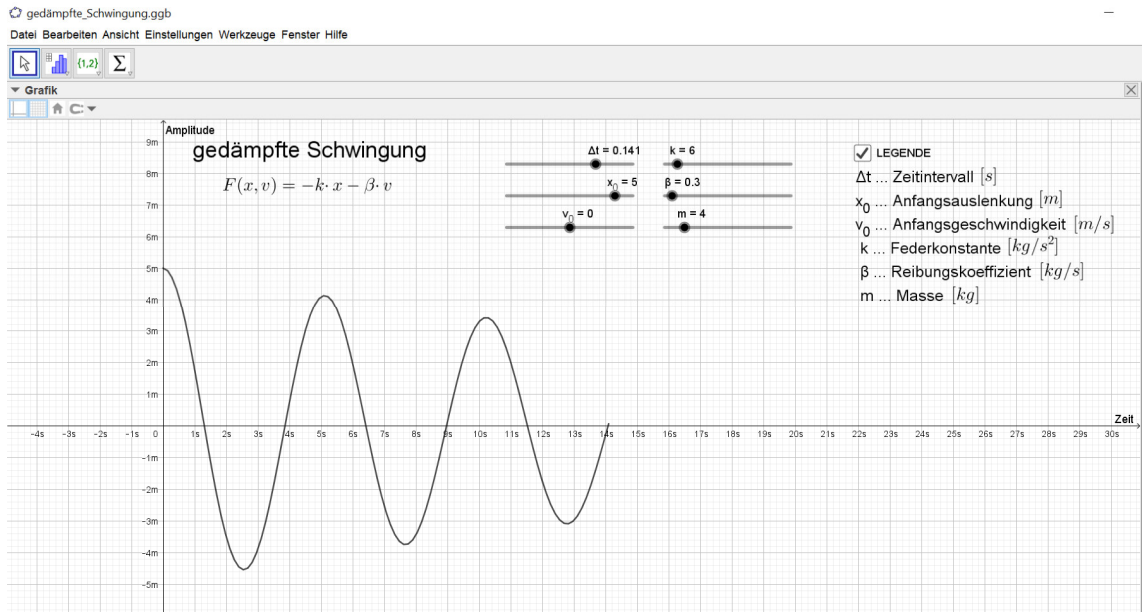 gedämpfte_Schwingung.ggb
Datei Bearbeiten Ansicht Einstellungen Werkzeuge Fenster Hilfe
{1,2} Σ
Grafik
Amplitude
gedämpfte Schwingung
F(x, v) = −k· x − β· v
Δt = 0.141
k = 6
x₀ = 5
β = 0.3
v₀ = 0
m = 4
LEGENDE
Δt ... Zeitintervall [s]
x₀ ... Anfangsauslenkung [m]
v₀ ... Anfangsgeschwindigkeit [m/s]
k ... Federkonstante [kg/s²]
β ... Reibungskoeffizient [kg/s]
m ... Masse [kg]
9m
8m
7m
6m
5m
4m
3m
2m
1m
Zeit
-4s -3s -2s -1s 0 1s 2s 3s 4s 5s 6s 7s 8s 9s 10s 11s 12s 13s 14s 15s 16s 17s 18s 19s 20s 21s 22s 23s 24s 25s 26s 27s 28s 29s 30s
-1m
-2m
-3m
-4m
-5m